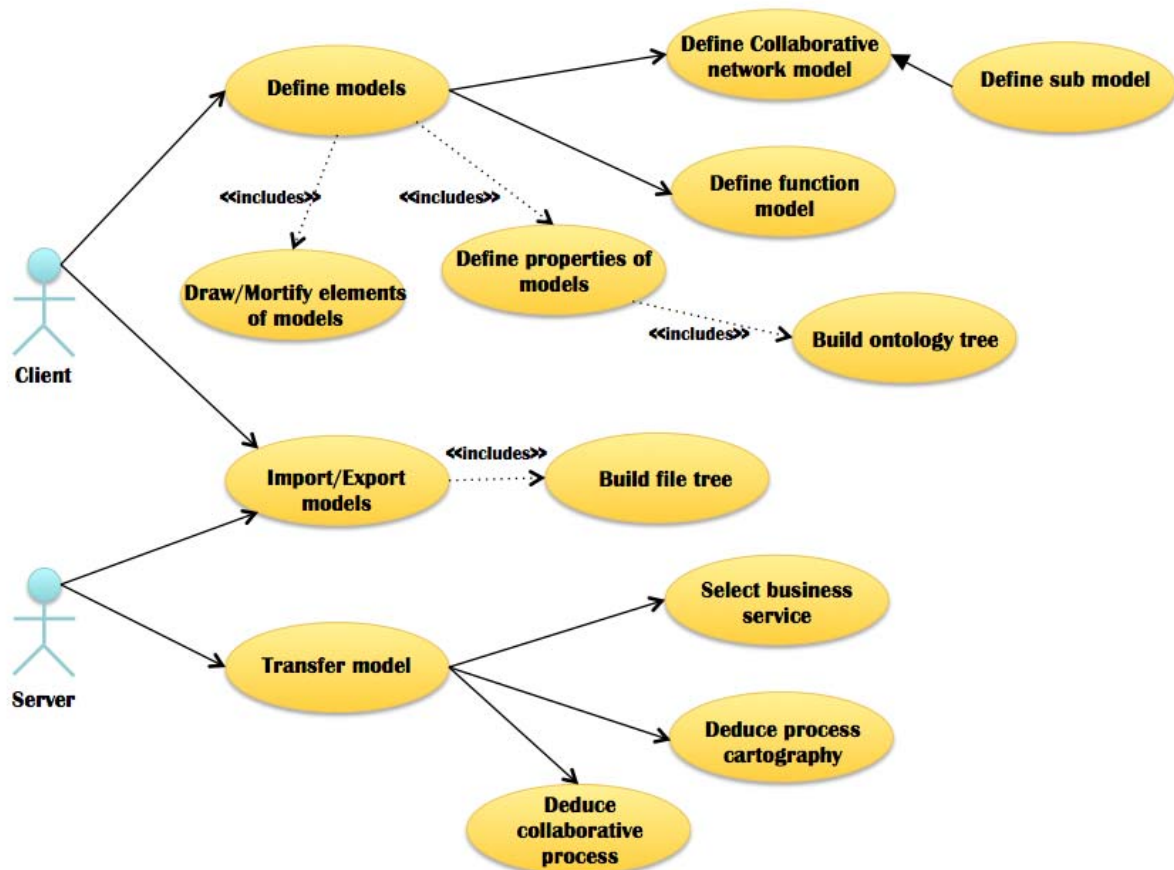 Define Collaborative
network model
Define sub model
Define models
Define function
model
«includes»
«includes»
Define properties of
models
Draw/Mortify elements
of models
«includes»
Build ontology tree
Client
«includes»
Import/Export
models
Build file tree
Select business
service
Transfer model
Server
Deduce process
cartography
Deduce
collaborative
process